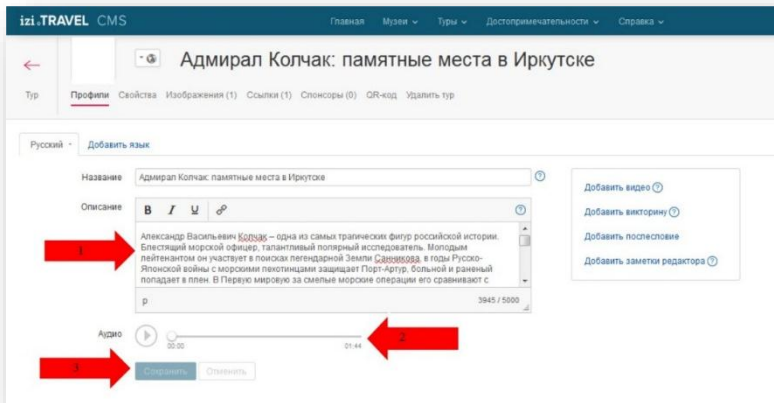 izi.TRAVEL CMS
Главная Музеи Туры Достопримечательности Справка
Адмирал Колчак: памятные места в Иркутске
Тур Профили Свойства Изображения (1) Ссылки (1) Спонсоры (0) QR-код Удалить тур
Русский Добавить язык
Название Адмирал Колчак: памятные места в Иркутске ?
Добавить видео ?
Описание B I U ?
Добавить викторину ?
Александр Васильевич Колчак – одна из самых трагических фигур российской истории.
Блестящий морской офицер, талантливый полярный исследователь. Молодым
лейтенантом он участвует в поисках легендарной Земли Санникова, в годы Русско-
Японской войны с морскими пехотинцами защищает Порт-Артур, больной и раненый
попадает в плен. В Первую мировую за смелые морские операции его сравнивают с
1
Добавить послесловие
Добавить заметки редактора ?
p 3945 / 5000
Аудио 00:00 01:44 2
3 Сохранить Отменить